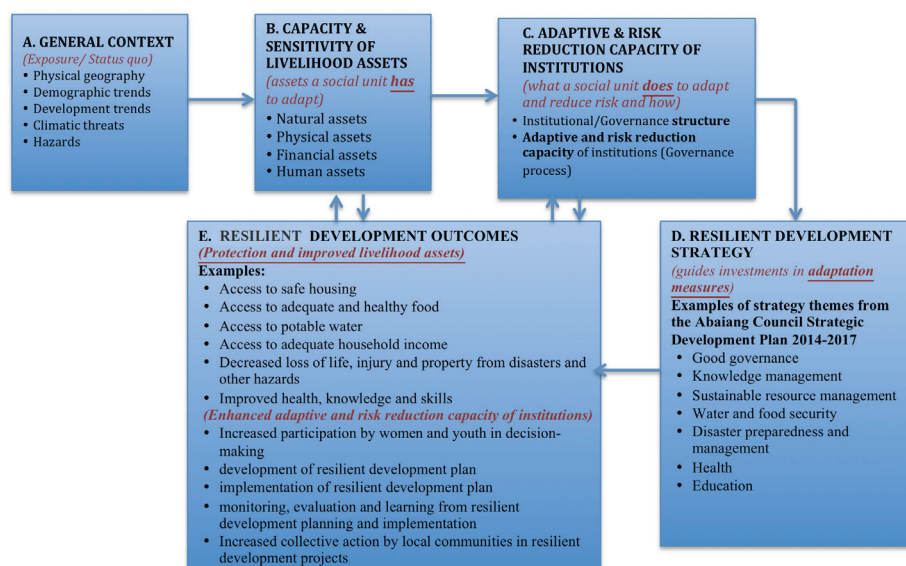 A. GENERAL CONTEXT
(Exposure/ Status quo)
• Physical geography
• Demographic trends
• Development trends
• Climatic threats
• Hazards
B. CAPACITY &
SENSITIVITY OF
LIVELIHOOD ASSETS
(assets a social unit has
to adapt)
• Natural assets
• Physical assets
• Financial assets
• Human assets
C. ADAPTIVE & RISK
REDUCTION CAPACITY OF
INSTITUTIONS
(what a social unit does to adapt
and reduce risk and how)
• Institutional/Governance structure
• Adaptive and risk reduction
capacity of institutions (Governance
process)
D. RESILIENT DEVELOPMENT
STRATEGY
(guides investments in adaptation
measures)
Examples of strategy themes from
the Abaiang Council Strategic
Development Plan 2014-2017
• Good governance
• Knowledge management
• Sustainable resource management
• Water and food security
• Disaster preparedness and
management
• Health
• Education
E. RESILIENT DEVELOPMENT OUTCOMES
(Protection and improved livelihood assets)
Examples:
• Access to safe housing
• Access to adequate and healthy food
• Access to potable water
• Access to adequate household income
• Decreased loss of life, injury and property from disasters and
other hazards
• Improved health, knowledge and skills
(Enhanced adaptive and risk reduction capacity of institutions)
• Increased participation by women and youth in decision-
making
• development of resilient development plan
• implementation of resilient development plan
• monitoring, evaluation and learning from resilient
development planning and implementation
• Increased collective action by local communities in resilient
development projects